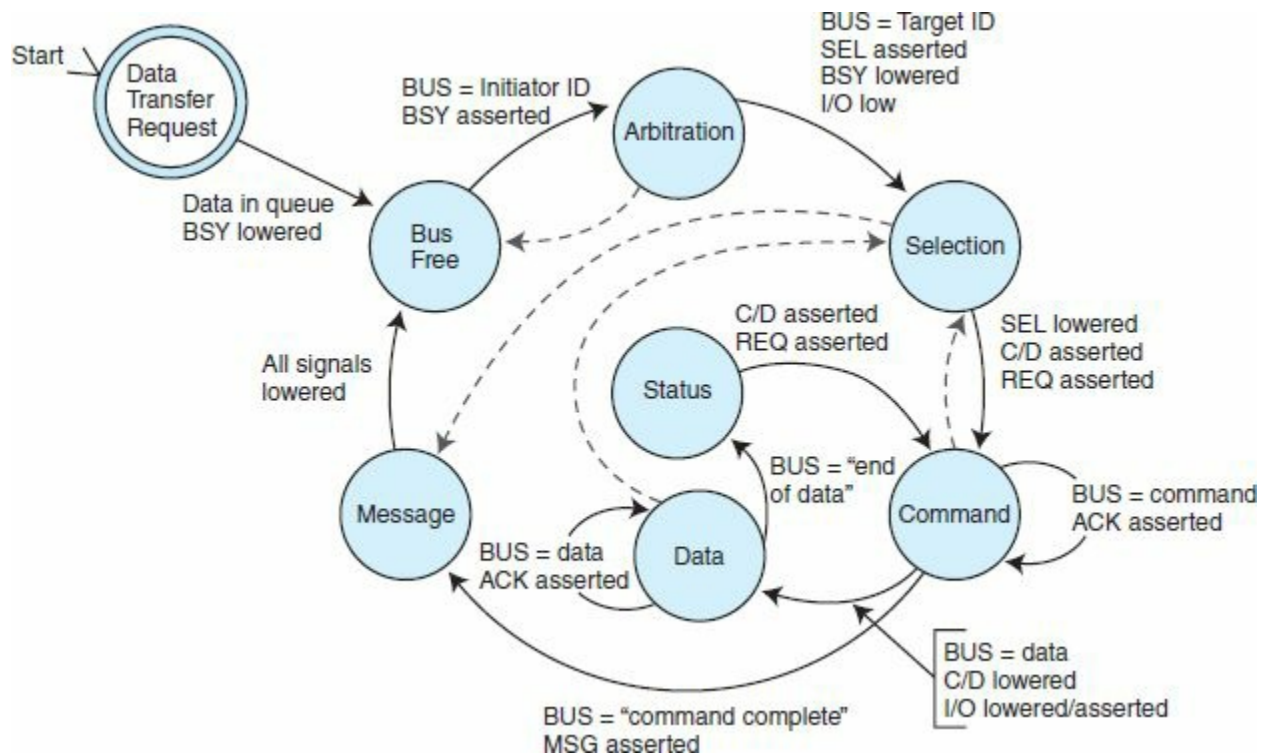 Start
Data
Transfer
Request
Data in queue
BSY lowered
BUS = Initiator ID
BSY asserted
Arbitration
BUS = Target ID
SEL asserted
BSY lowered
I/O low
Bus
Free
Selection
C/D asserted
REQ asserted
SEL lowered
C/D asserted
REQ asserted
All signals
lowered
Status
BUS = “end
of data”
Message
BUS = data
ACK asserted
Data
Command
BUS = command
ACK asserted
BUS = data
C/D lowered
I/O lowered/asserted
BUS = “command complete”
MSG asserted